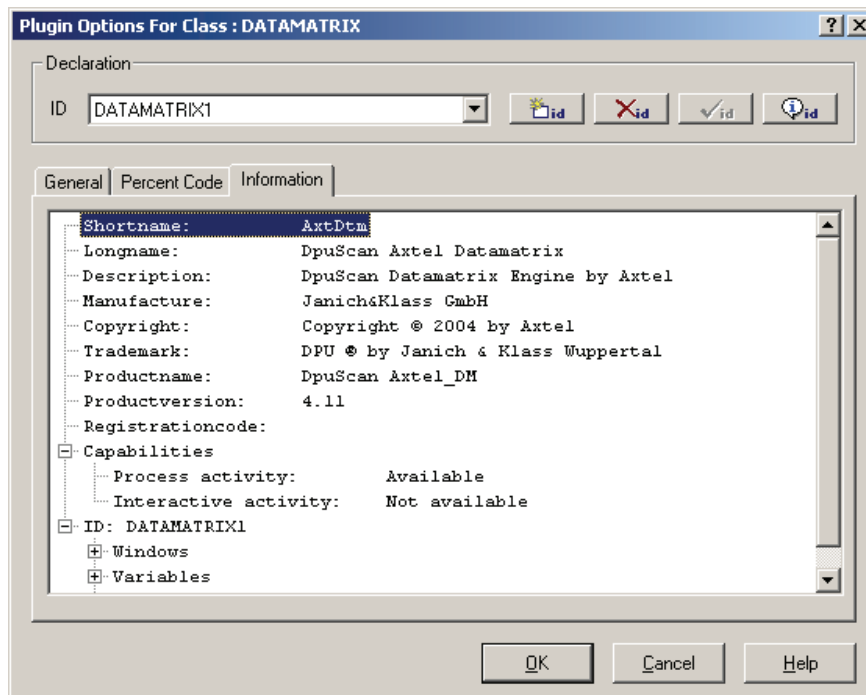 Plugin Options For Class : DATAMATRIX
Declaration
ID DATAMATRIX1 id id id id
General Percent Code Information
Shortname: AxtDtm
Longname: DpuScan Axtel Datamatrix
Description: DpuScan Datamatrix Engine by Axtel
Manufacture: Janich&Klass GmbH
Copyright: Copyright © 2004 by Axtel
Trademark: DPU ® by Janich & Klass Wuppertal
Productname: DpuScan Axtel_DM
Productversion: 4.11
Registrationcode:
Capabilities
Process activity: Available
Interactive activity: Not available
ID: DATAMATRIX1
Windows
Variables
OK Cancel Help